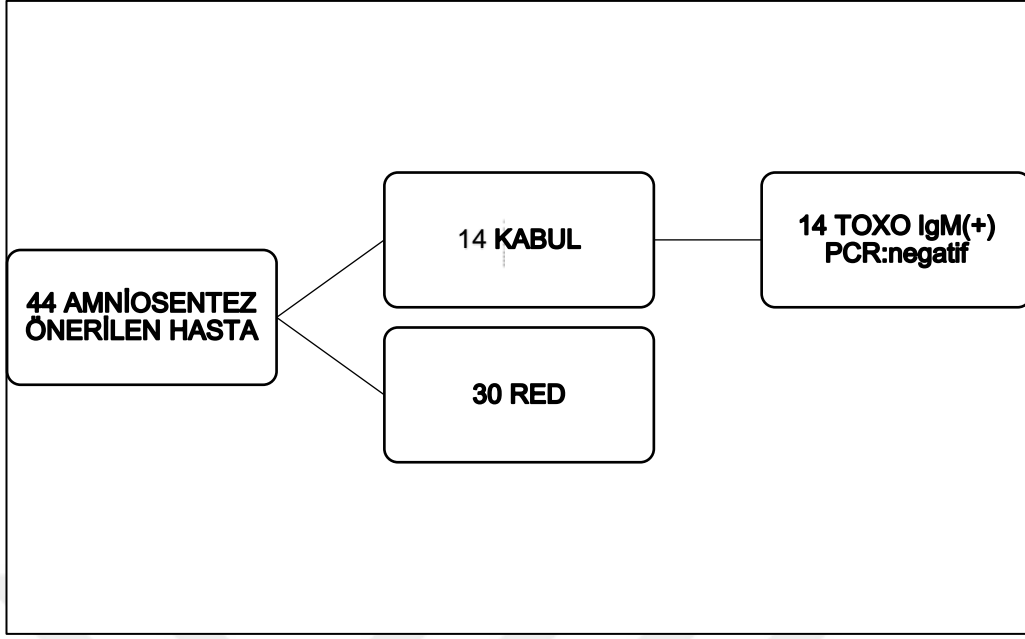 44 AMNİOSENTEZ
ÖNERİLEN HASTA
14 KABUL
30 RED
14 TOXO IgM(+)
PCR:negatif